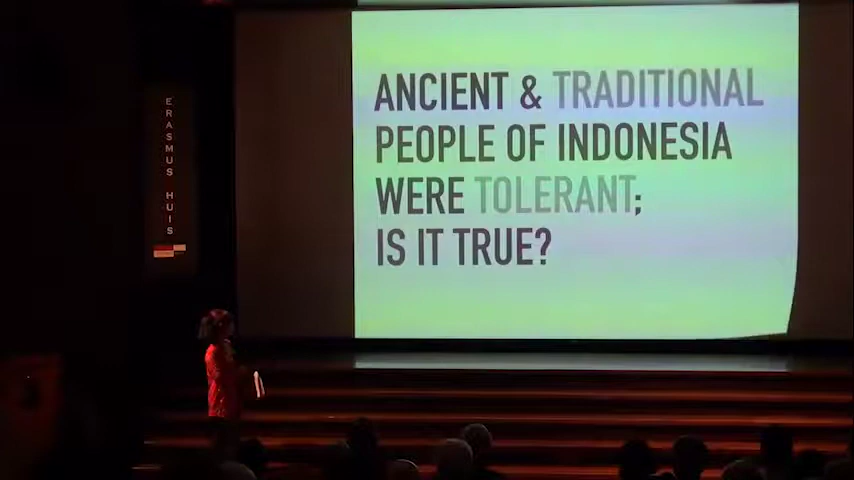 ERASMUS HUIS
ANCIENT & TRADITIONAL
PEOPLE OF INDONESIA
WERE TOLERANT;
IS IT TRUE?